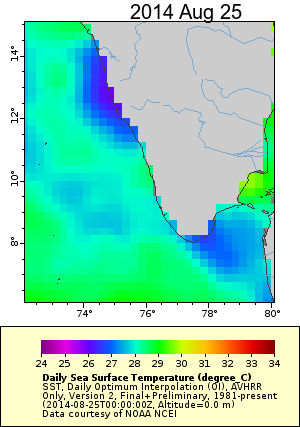 2014 Aug 25
14°
12°
10°
8°
74° 76° 78° 80°
24 25 26 27 28 29 30 31 32 33 34
Daily Sea Surface Temperature (degree_C)
SST, Daily Optimum Interpolation (OI), AVHRR
Only, Version 2, Final+Preliminary, 1981-present
(2014-08-25T00:00:00Z, Altitude=0.0 m)
Data courtesy of NOAA NCEI